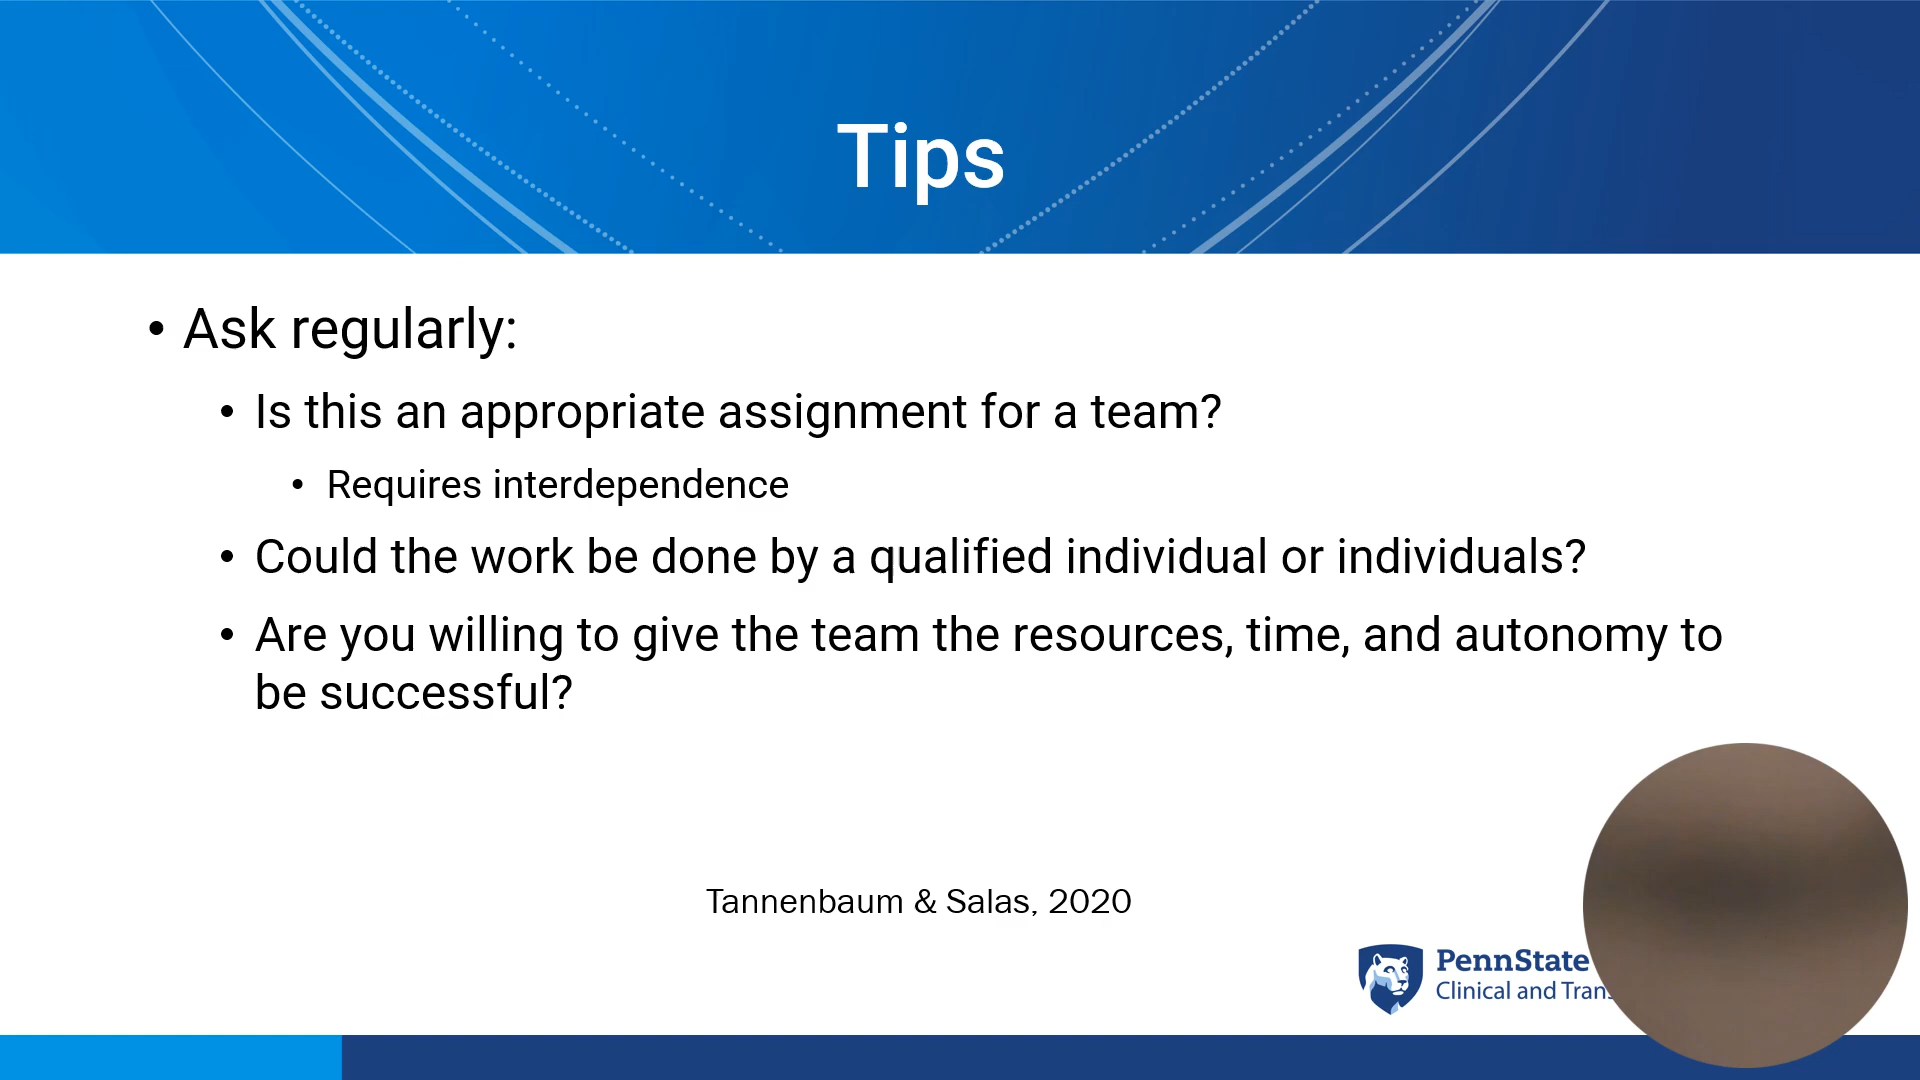 Tips
• Ask regularly:
• Is this an appropriate assignment for a team?
• Requires interdependence
• Could the work be done by a qualified individual or individuals?
• Are you willing to give the team the resources, time, and autonomy to
be successful?
Tannenbaum & Salas, 2020
PennState
Clinical and